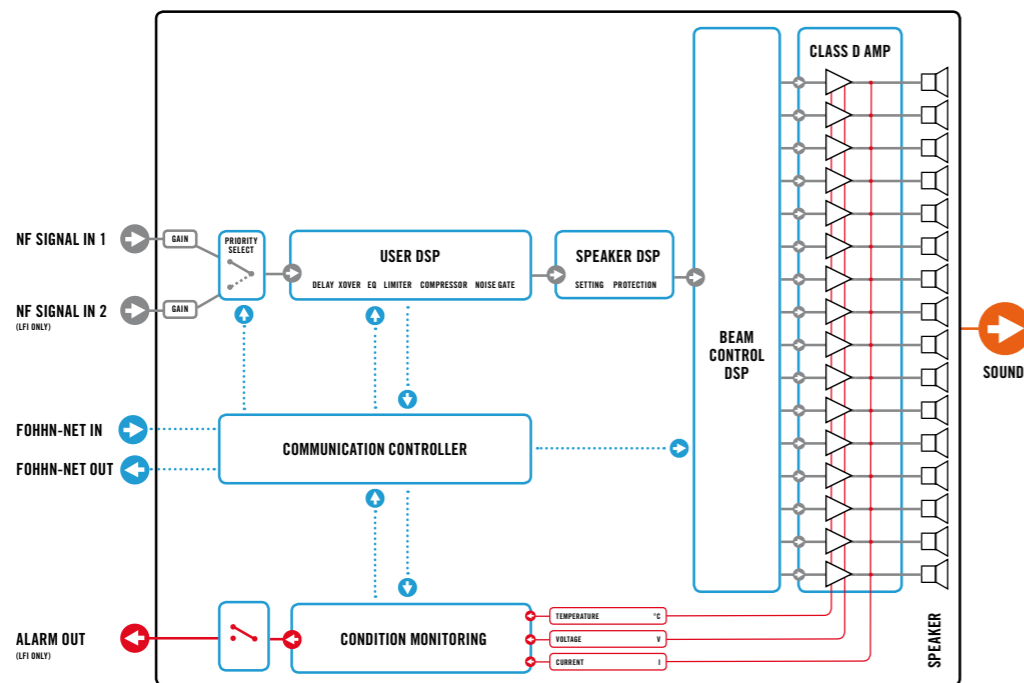 CLASS D AMP
NF SIGNAL IN 1
GAIN
PRIORITY
SELECT
USER DSP
DELAY XOVER EQ LIMITER COMPRESSOR NOISE GATE
SPEAKER DSP
SETTING PROTECTION
NF SIGNAL IN 2
(LFI ONLY)
GAIN
BEAM
CONTROL
DSP
SOUND
FOHHN-NET IN
FOHHN-NET OUT
COMMUNICATION CONTROLLER
ALARM OUT
(LFI ONLY)
CONDITION MONITORING
TEMPERATURE °C
VOLTAGE V
CURRENT I
SPEAKER